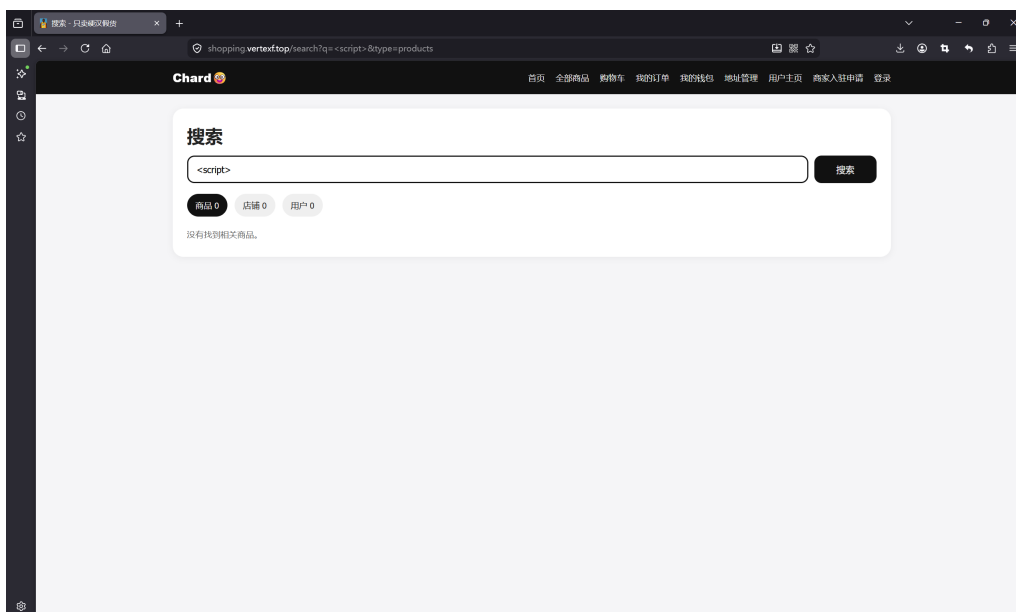 搜索 - 只卖硬汉假货
shopping.vertexf.top/search?q=<script>&type=products
Chard
首页 全部商品 购物车 我的订单 我的钱包 地址管理 用户主页 商家入驻申请 登录
搜索
<script>
搜索
商品 0 店铺 0 用户 0
没有找到相关商品。